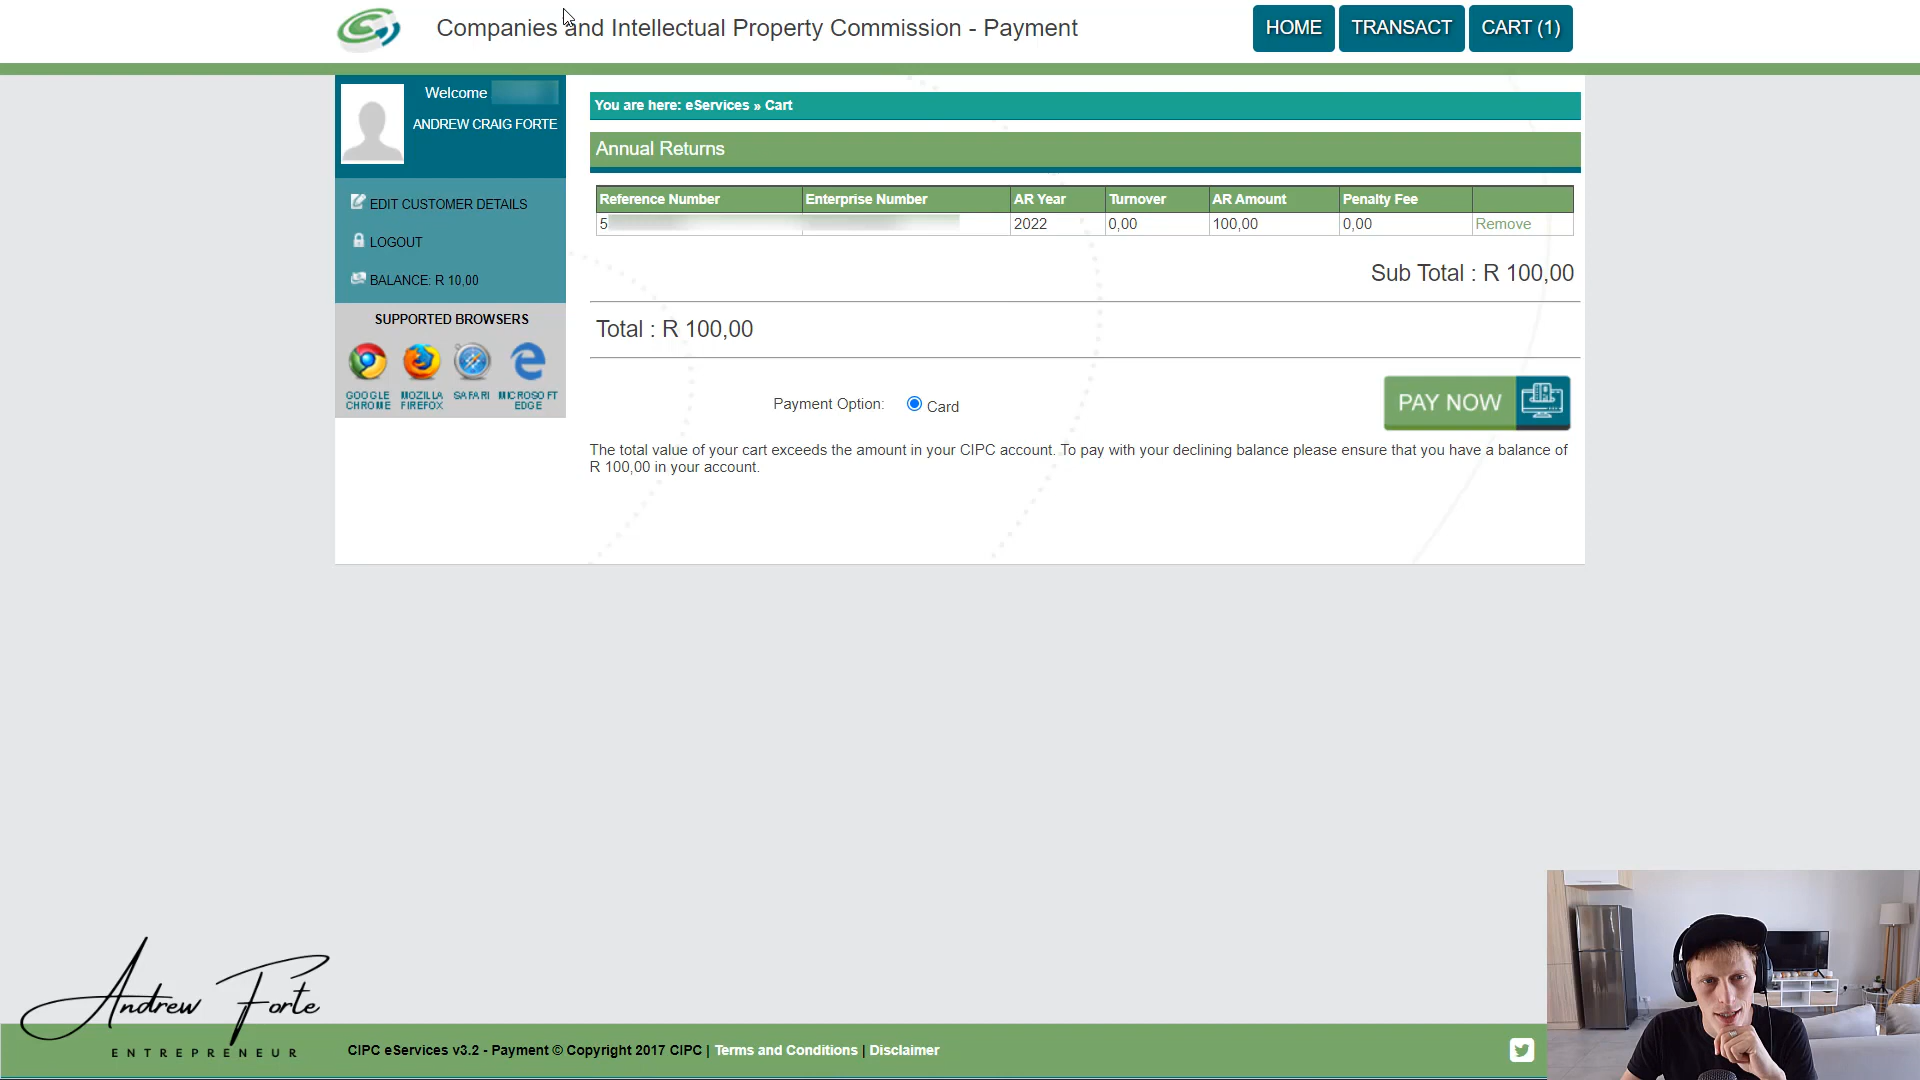 Companies and Intellectual Property Commission - Payment
HOME
TRANSACT
CART (1)
Welcome
ANDREW CRAIG FORTE
EDIT CUSTOMER DETAILS
LOGOUT
BALANCE: R 10,00
SUPPORTED BROWSERS
GOOGLE CHROME
MOZILLA FIREFOX
SAFARI
MICROSOFT EDGE
You are here: eServices » Cart
Annual Returns
Reference Number Enterprise Number AR Year Turnover AR Amount Penalty Fee
5 2022 0,00 100,00 0,00 Remove
Sub Total : R 100,00
Total : R 100,00
Payment Option: Card
PAY NOW
The total value of your cart exceeds the amount in your CIPC account. To pay with your declining balance please ensure that you have a balance of
R 100,00 in your account.
Andrew Forte
ENTREPRENEUR
CIPC eServices v3.2 - Payment © Copyright 2017 CIPC | Terms and Conditions | Disclaimer